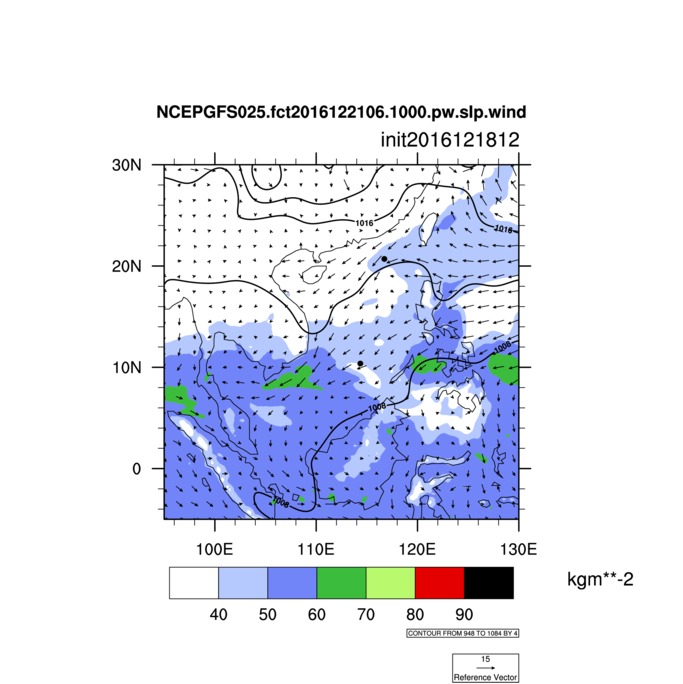 NCEPGFS025.fct2016122106.1000.pw.slp.wind
init2016121812
30N
1016
1016
20N
10N
1008
1008
0
1008
100E 110E 120E 130E
kgm**-2
40 50 60 70 80 90
CONTOUR FROM 948 TO 1084 BY 4
15
Reference Vector